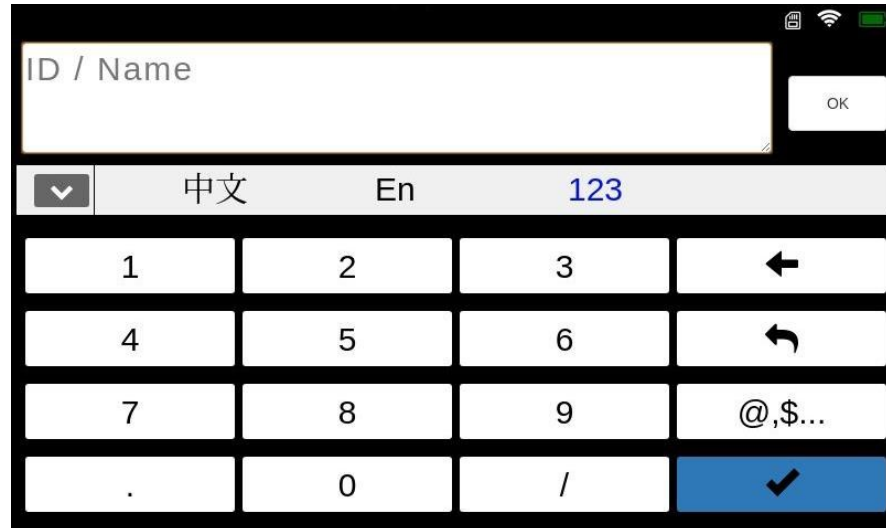 ID / Name
OK
中文 En 123
1 2 3
4 5 6
7 8 9 @,$...
. 0 /